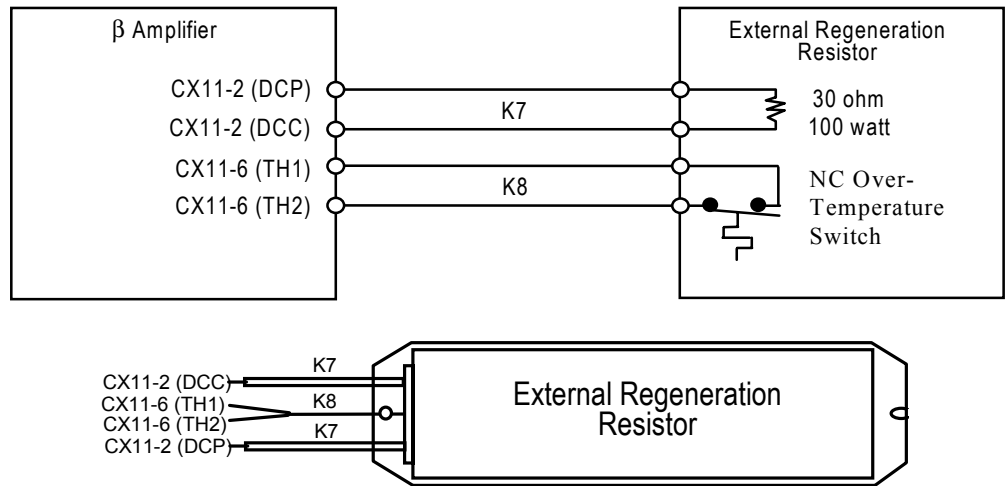 β Amplifier
External Regeneration
Resistor
CX11-2 (DCP)
30 ohm
K7
CX11-2 (DCC)
100 watt
CX11-6 (TH1)
NC Over-
K8
CX11-6 (TH2)
Temperature
Switch
K7
CX11-2 (DCC)
CX11-6 (TH1)
K8
CX11-6 (TH2)
K7
CX11-2 (DCP)
External Regeneration
Resistor